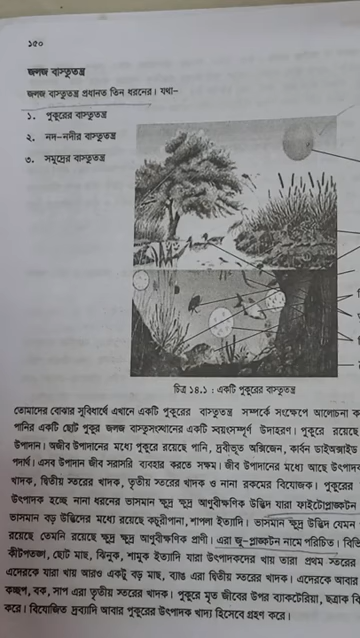 ১৫০
জলজ বাস্তুতন্ত্র
জলজ বাস্তুতন্ত্র প্রধানত তিন ধরনের। যথা–
১। পুকুরের বাস্তুতন্ত্র
২। নদ-নদীর বাস্তুতন্ত্র
৩। সমুদ্রের বাস্তুতন্ত্র
চিত্র ১৪.১ : একটি পুকুরের বাস্তুতন্ত্র
তোমাদের বোঝার সুবিধার্থে এখানে একটি পুকুরের বাস্তুতন্ত্র সম্পর্কে সংক্ষেপে আলোচনা
পানির একটি ছোট পুকুর জলজ বাস্তুসংস্থানের একটি স্বয়ংসম্পূর্ণ উদাহরণ। পুকুরে রয়েছে
উপাদান। অজীব উপাদানের মধ্যে পুকুরে রয়েছে পানি, দ্রবীভূত অক্সিজেন, কার্বন ডাইঅক্সাইড
পদার্থ। এসব উপাদান জীব সরাসরি ব্যবহার করতে সক্ষম। জীব উপাদানের মধ্যে আছে
খাদক, দ্বিতীয় স্তরের খাদক, তৃতীয় স্তরের খাদক ও নানা রকমের বিযোজক। পুকুরের
উৎপাদক হচ্ছে নানা ধরনের ভাসমান ক্ষুদ্র ক্ষুদ্র আণুবীক্ষণিক উদ্ভিদ যারা ফাইটোপ্লাঙ্কটন
ভাসমান বড় উদ্ভিদের মধ্যে রয়েছে কচুরীপানা, শাপলা ইত্যাদি। ভাসমান ক্ষুদ্র উদ্ভিদ যেমন
রয়েছে তেমনি রয়েছে ক্ষুদ্র ক্ষুদ্র আণুবীক্ষণিক প্রাণী। এরা জু-প্লাঙ্কটন নামে পরিচিত।
কীটপতঙ্গ, ছোট মাছ, ঝিনুক, শামুক ইত্যাদি যারা উৎপাদকদের খায় তারা প্রথম স্তরের
এদেরকে যারা খায় আরও একটু বড় মাছ, ব্যাঙ এরা দ্বিতীয় স্তরের খাদক। এদেরকে আবার
কচ্ছপ, বক, সাপ এরা তৃতীয় স্তরের খাদক। পুকুরে মৃত জীবের উপর ব্যাকটেরিয়া, ছত্রাক
করে। বিযোজিত দ্রব্যাদি আবার পুকুরের উৎপাদক খাদ্য হিসেবে গ্রহণ করে।